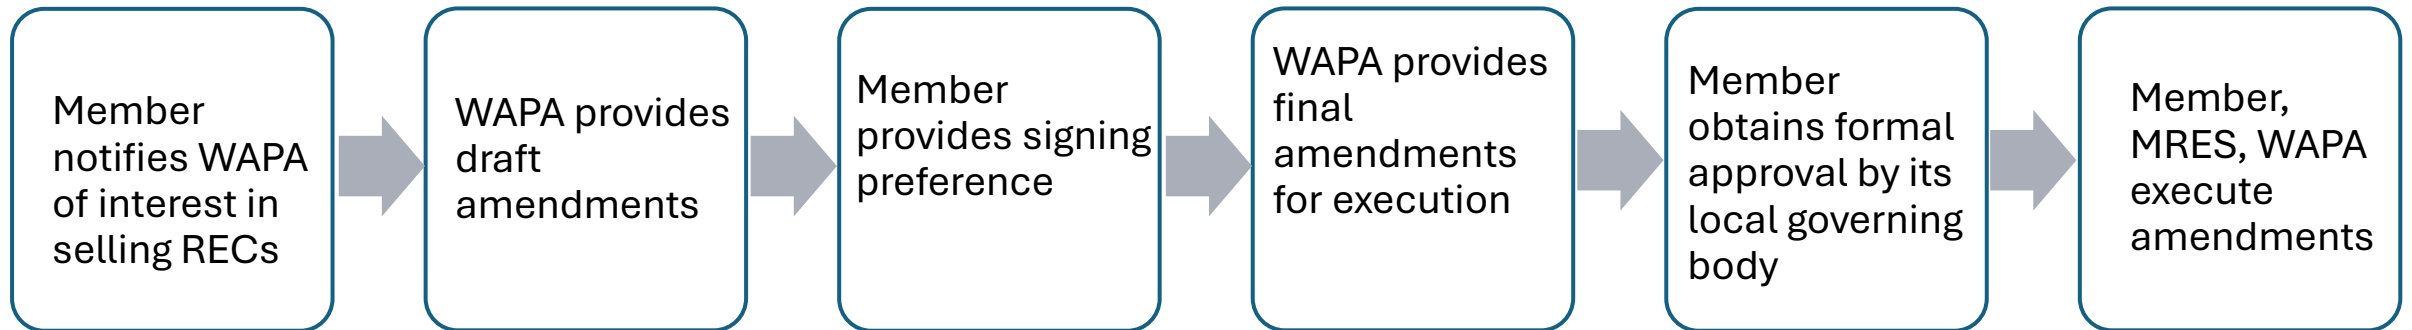 Member
notifies WAPA
of interest in
selling RECs
WAPA provides
draft
amendments
Member
provides signing
preference
WAPA provides
final
amendments
for execution
Member
obtains formal
approval by its
local governing
body
Member,
MRES, WAPA
execute
amendments